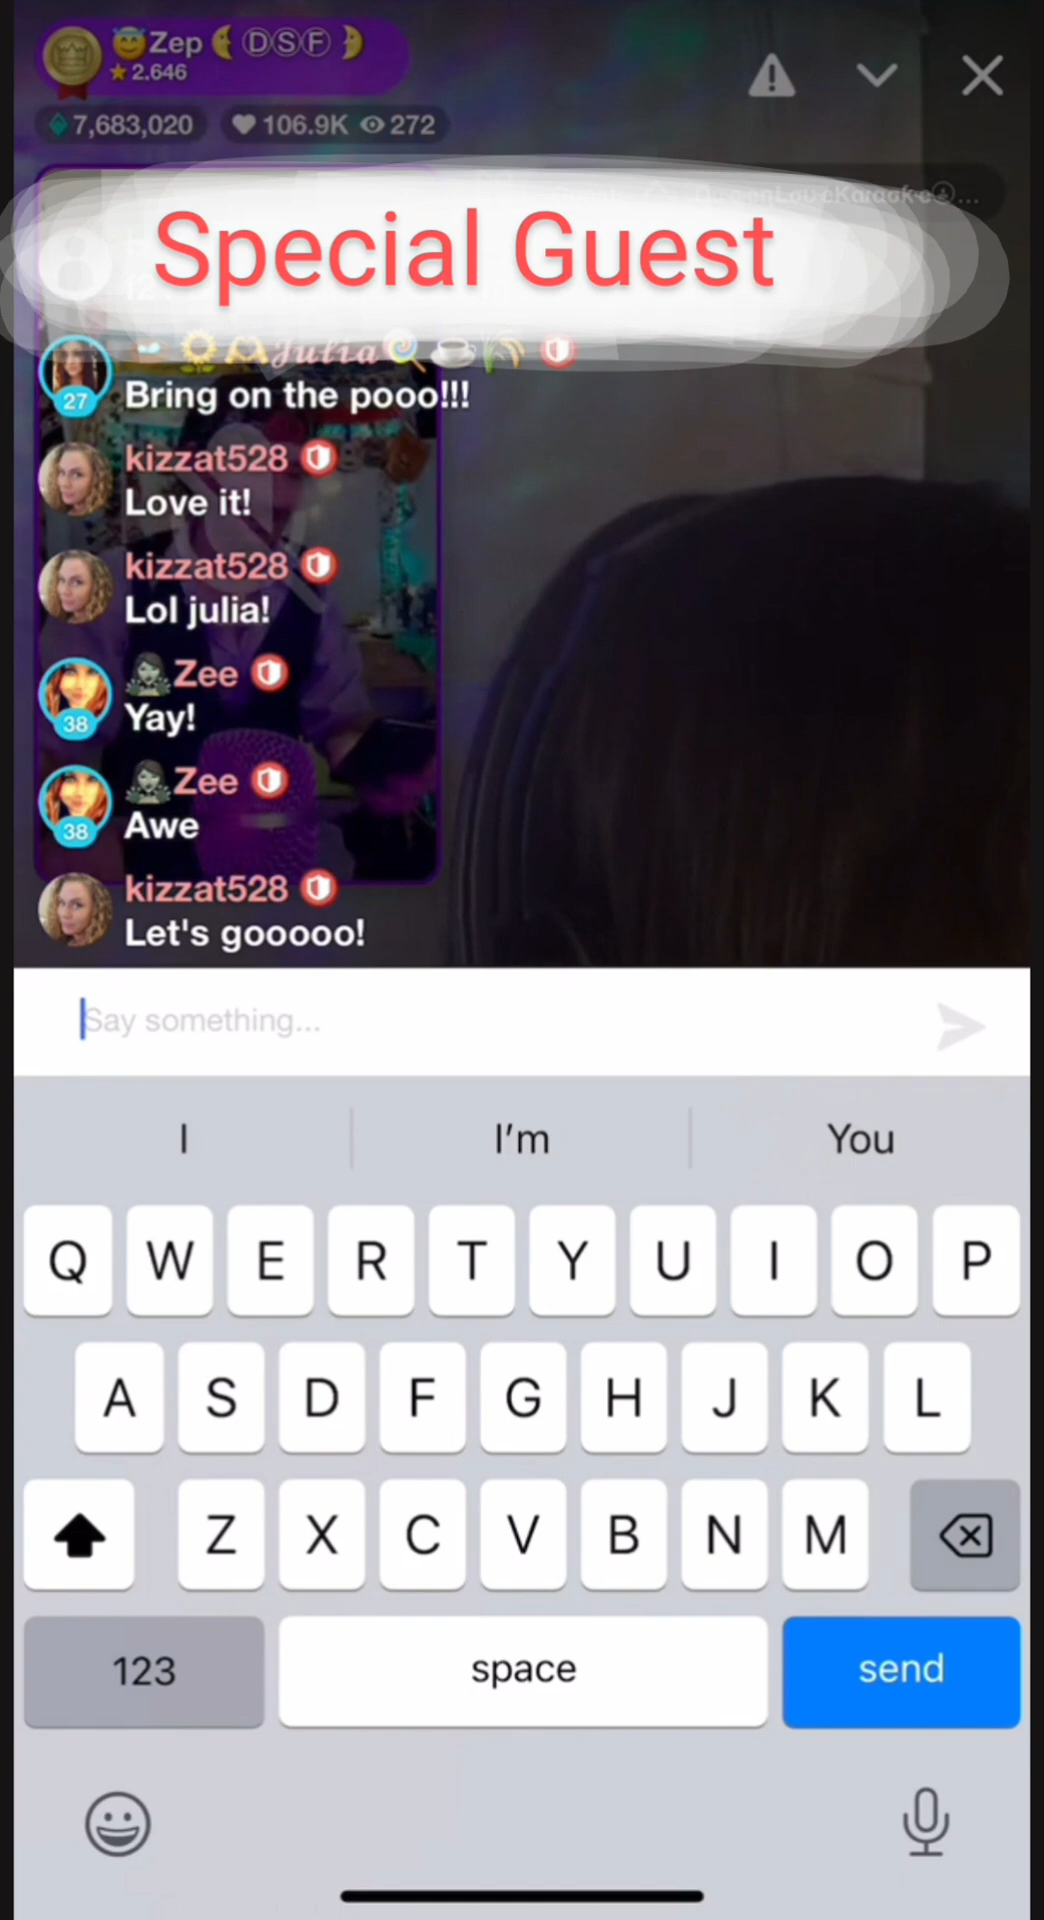 😇Zep🌜ⒹⓈⒻ🌛
★ 2.646
7,683,020 106.9K 272
QueenLoveKaraoke
Special Guest
Julia
27
Bring on the pooo!!!
kizzat528
Love it!
kizzat528
Lol julia!
Zee
38
Yay!
Zee
38
Awe
kizzat528
Let's gooooo!
Say something...
I I'm You
Q W E R T Y U I O P
A S D F G H J K L
Z X C V B N M
123 space send